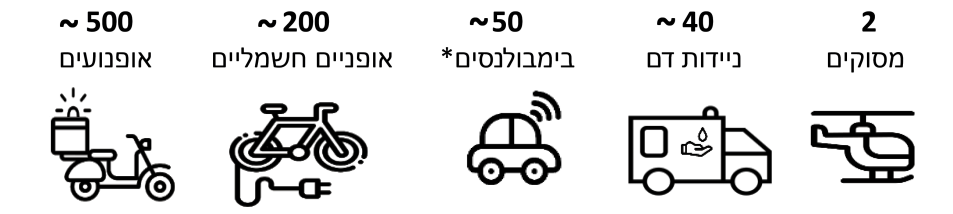 2
מסוקים
~ 40
ניידות דם
~50
בימבולנסים*
~ 200
אופניים חשמליים
~ 500
אופנועים